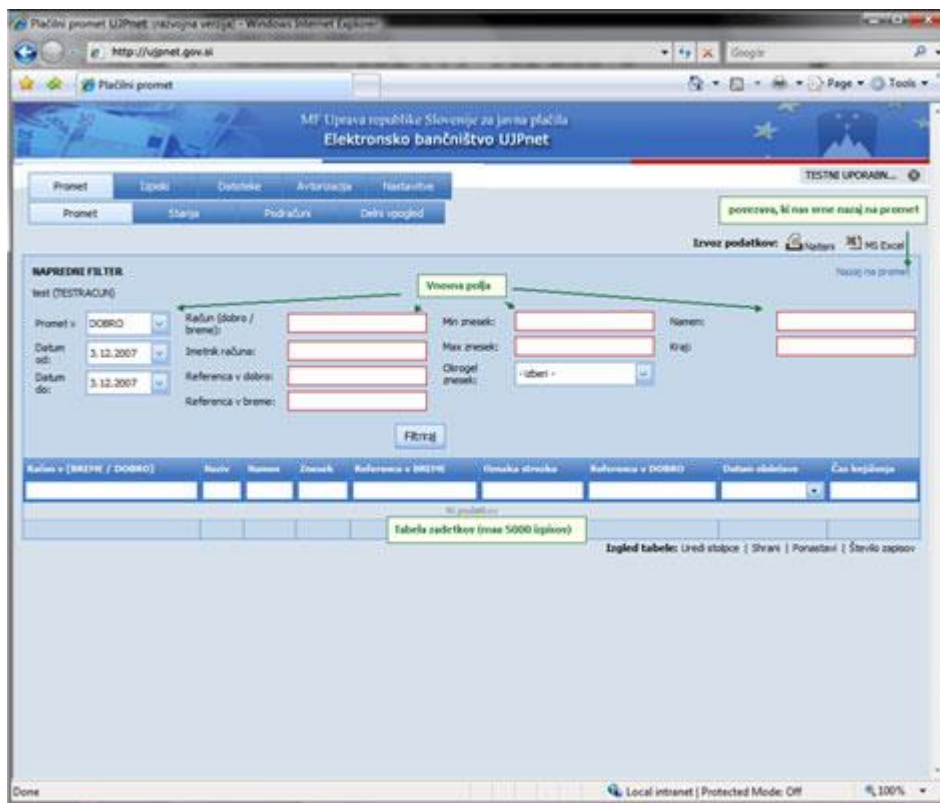 Plačilni promet UJPnet (razvojna verzija) - Windows Internet Explorer
http://ujpnet.gov.si
Google
Plačilni promet
Page
Tools
MF Uprava republike Slovenije za javna plačila
Elektronsko bančništvo UJPnet
TESTNI UPORABN...
Promet Izpiski Datoteke Avtorizacija Nastavitve
Promet Stanja Podračuni Delni vpogled
povezava, ki nas vrne nazaj na promet
Izvoz podatkov: Natisni MS Excel
NAPREDNI FILTER
Nazaj na promet
test (TESTRACUN)
Vnosna polja
Promet v DOBRO
Račun (dobro / breme):
Min znesek:
Namen:
Datum od: 3.12.2007
Imetnik računa:
Max znesek:
Kraj:
Datum do: 3.12.2007
Referenca v dobro:
Okrogel znesek: - izberi -
Referenca v breme:
Filtriraj
Račun v (BREME / DOBRO) Naziv Namen Znesek Referenca v BREME Oznaka stroška Referenca v DOBRO Datum obdelave Čas knjiženja
Ni podatkov
Tabela zadetkov (max 5000 izpisov)
Izgled tabele: Uredi stolpce | Shrani | Ponastavi | Število zapisov
Done
Local intranet | Protected Mode: Off
100%